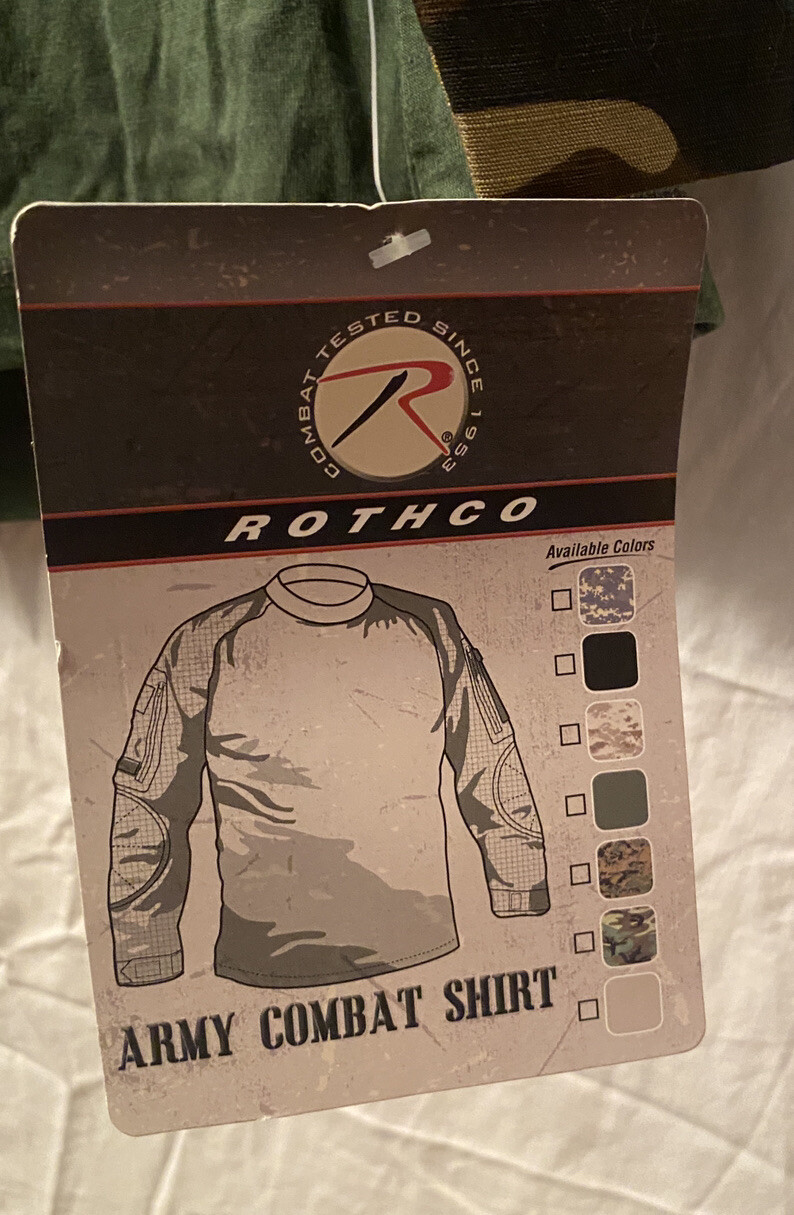 COMBAT TESTED SINCE 1953
R®
ROTHCO
Available Colors
ARMY COMBAT SHIRT